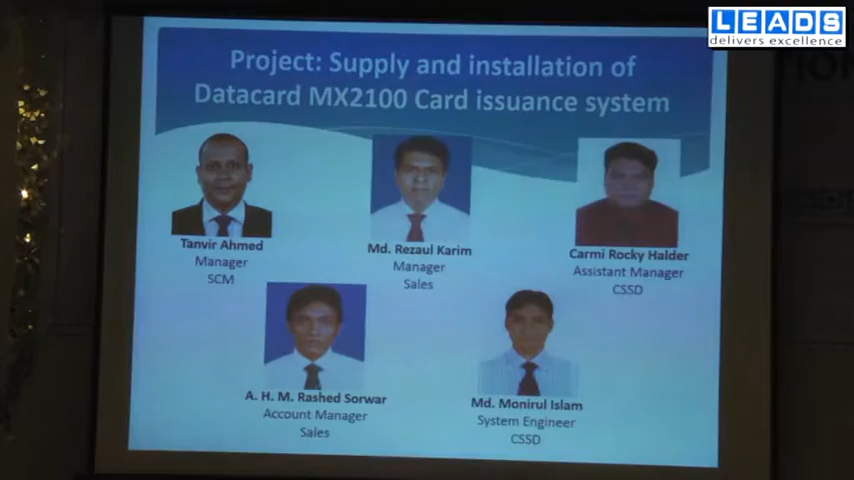 LEADS
delivers excellence
Project: Supply and installation of
Datacard MX2100 Card issuance system
Tanvir Ahmed
Manager
SCM
Md. Rezaul Karim
Manager
Sales
Carmi Rocky Halder
Assistant Manager
CSSD
A. H. M. Rashed Sorwar
Account Manager
Sales
Md. Monirul Islam
System Engineer
CSSD